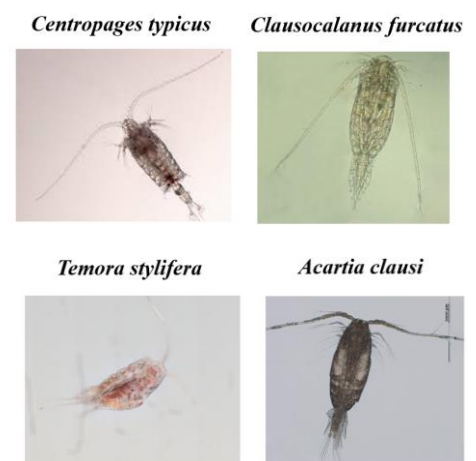 Centropages typicus
Clausocalanus furcatus
Temora stylifera
Acartia clausi